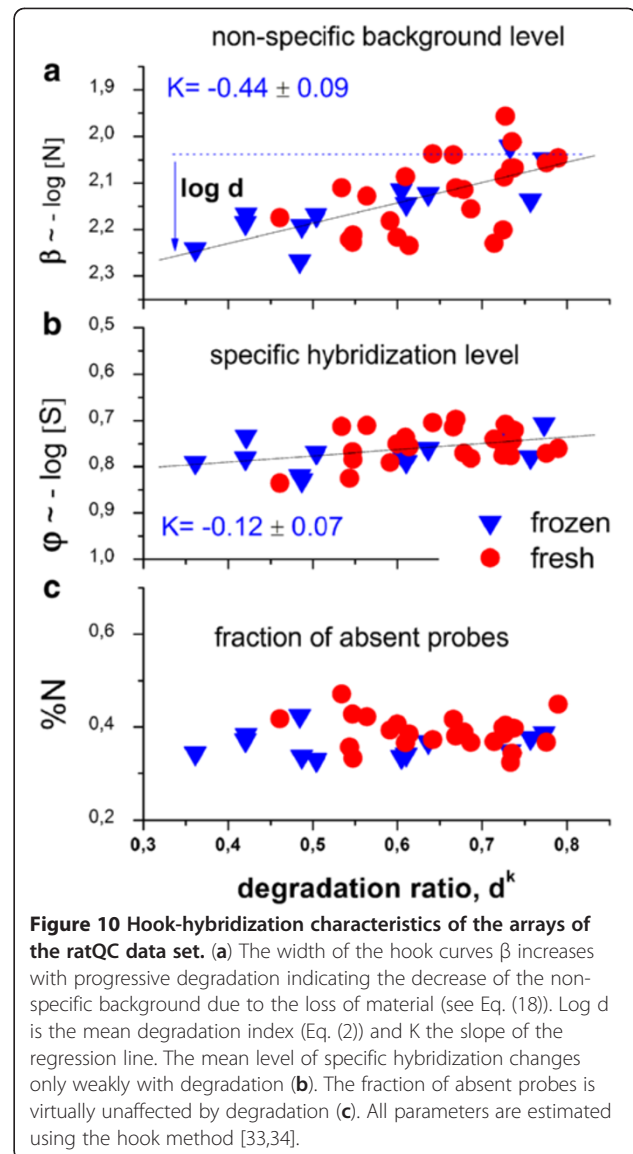 non-specific background level
a
K= -0.44 ± 0.09
1,9
2,0
2,1
2,2
2,3
log d
β ~ - log [N]
b
specific hybridization level
0,5
0,6
0,7
0,8
0,9
1,0
φ ~ - log [S]
K= -0.12 ± 0.07
frozen
fresh
c
fraction of absent probes
0,6
0,4
0,2
%N
0,3 0,4 0,5 0,6 0,7 0,8
degradation ratio, d^k
Figure 10 Hook-hybridization characteristics of the arrays of
the ratQC data set. (a) The width of the hook curves β increases
with progressive degradation indicating the decrease of the non-
specific background due to the loss of material (see Eq. (18)). Log d
is the mean degradation index (Eq. (2)) and K the slope of the
regression line. The mean level of specific hybridization changes
only weakly with degradation (b). The fraction of absent probes is
virtually unaffected by degradation (c). All parameters are estimated
using the hook method [33,34].